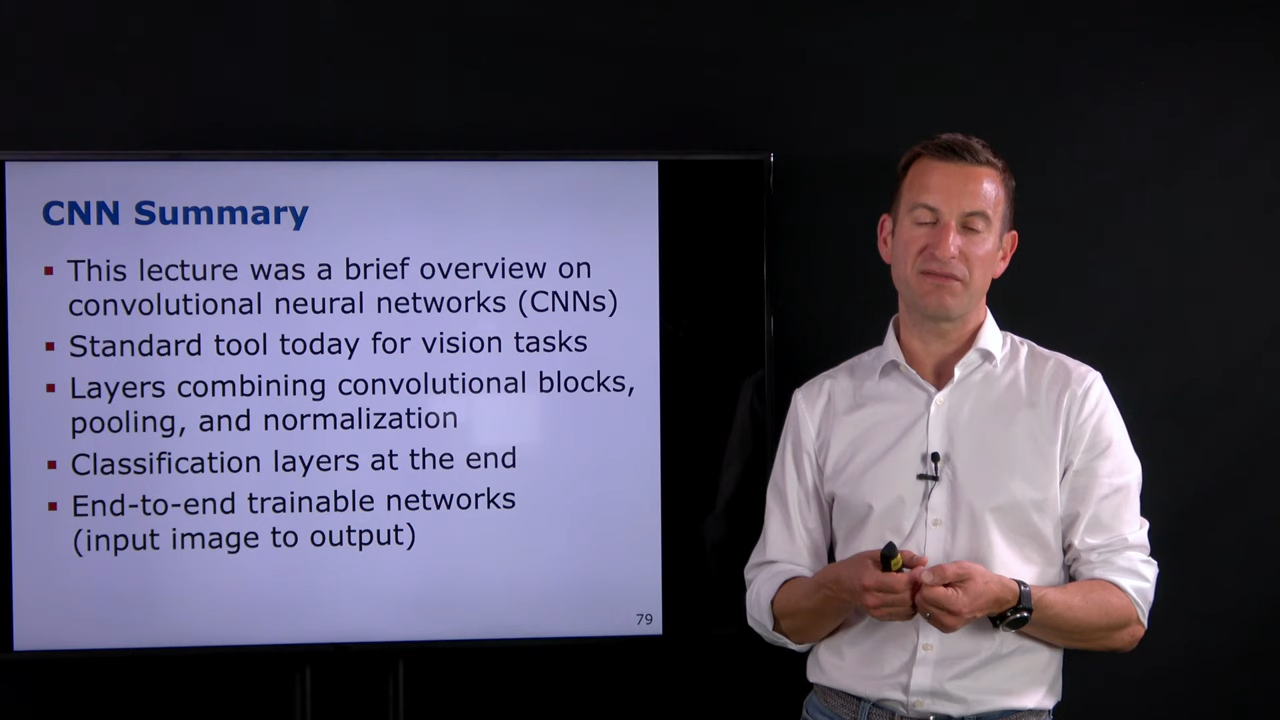 CNN Summary
This lecture was a brief overview on
convolutional neural networks (CNNs)
Standard tool today for vision tasks
Layers combining convolutional blocks,
pooling, and normalization
Classification layers at the end
End-to-end trainable networks
(input image to output)
79